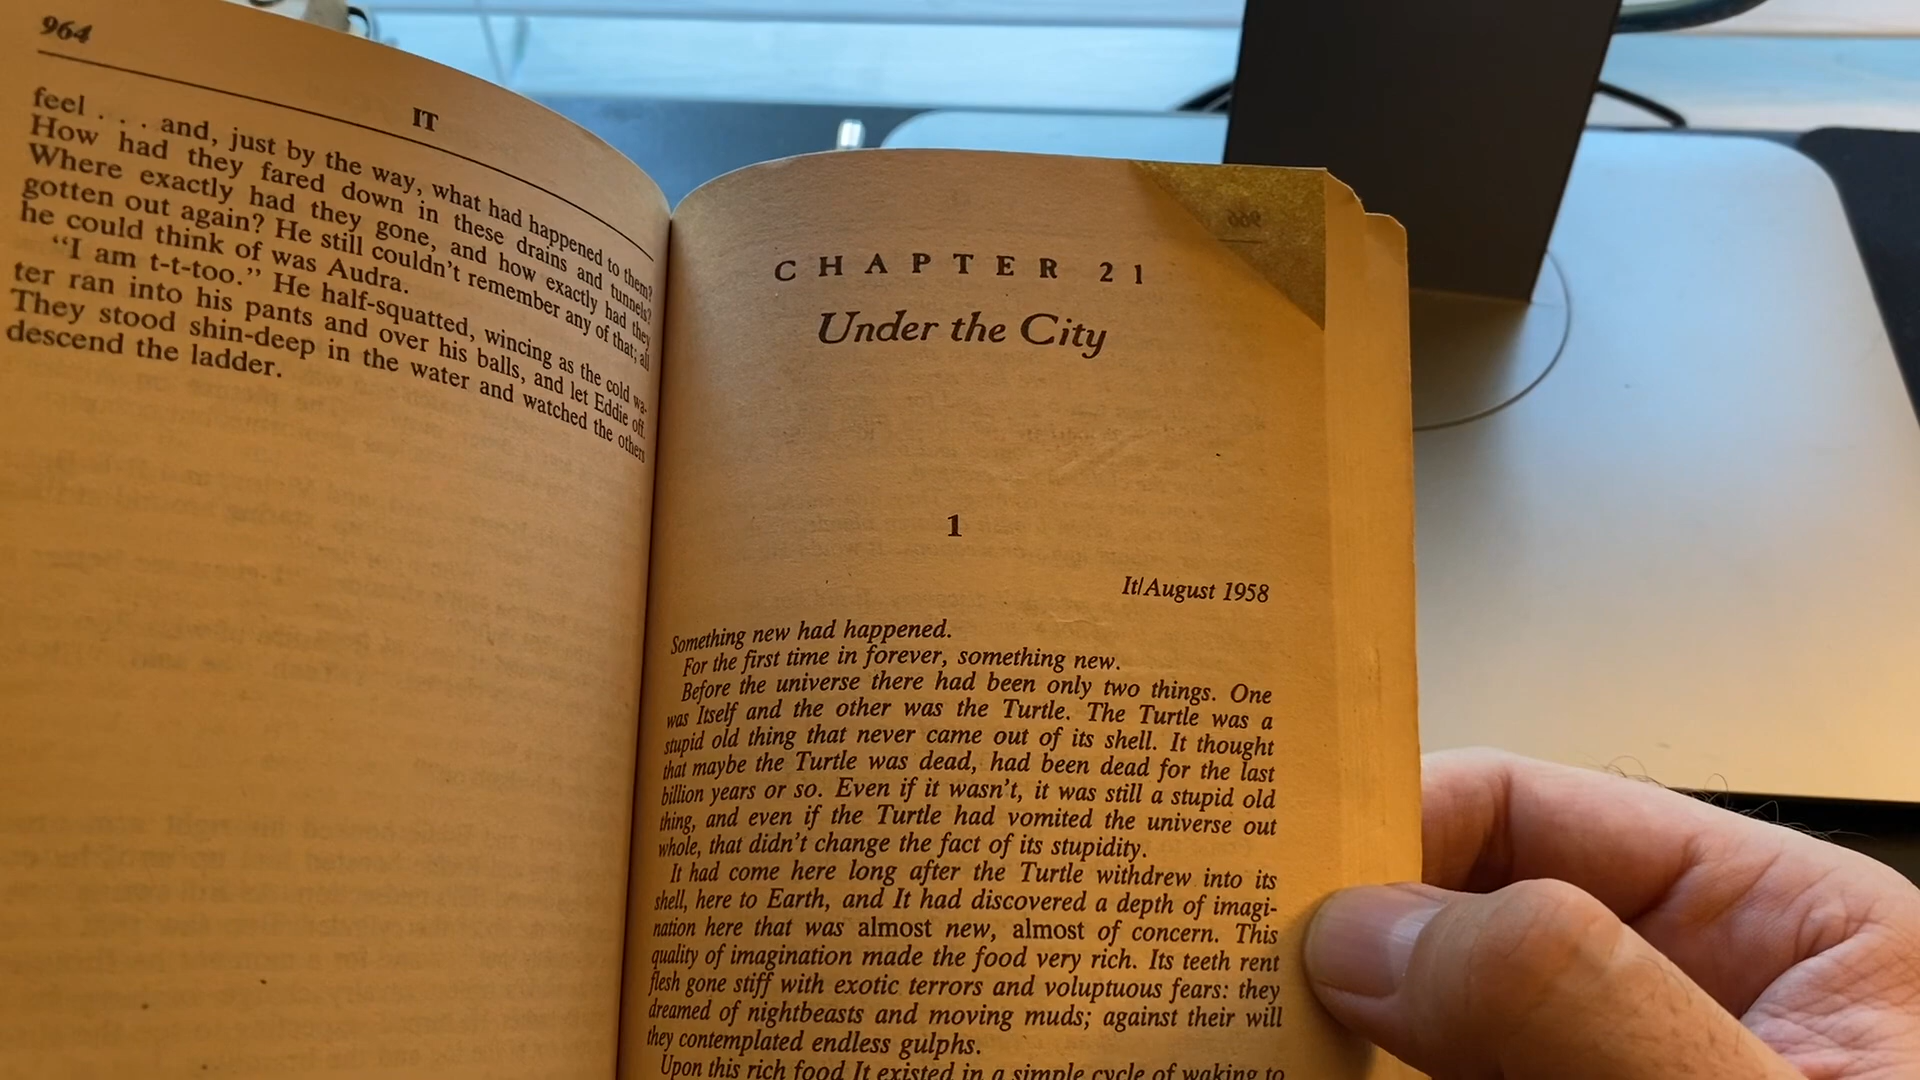 964
IT
feel . . . and, just by the way, what had happened to them?
How had they fared down in these drains and tunnels?
Where exactly had they gone, and how exactly had they
gotten out again? He still couldn't remember any of that; all
he could think of was Audra.
"I am t-t-too." He half-squatted, wincing as the cold wa-
ter ran into his pants and over his balls, and let Eddie off.
They stood shin-deep in the water and watched the others
descend the ladder.
966
CHAPTER 21
Under the City
1
It/August 1958
Something new had happened.
For the first time in forever, something new.
Before the universe there had been only two things. One
was Itself and the other was the Turtle. The Turtle was a
stupid old thing that never came out of its shell. It thought
that maybe the Turtle was dead, had been dead for the last
billion years or so. Even if it wasn't, it was still a stupid old
thing, and even if the Turtle had vomited the universe out
whole, that didn't change the fact of its stupidity.
It had come here long after the Turtle withdrew into its
shell, here to Earth, and It had discovered a depth of imagi-
nation here that was almost new, almost of concern. This
quality of imagination made the food very rich. Its teeth rent
flesh gone stiff with exotic terrors and voluptuous fears: they
dreamed of nightbeasts and moving muds; against their will
they contemplated endless gulphs.
Upon this rich food It existed in a simple cycle of waking to